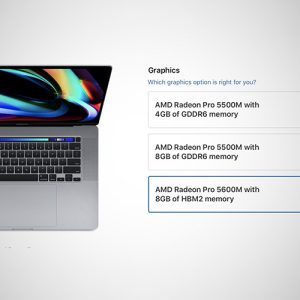 Graphics
Which graphics option is right for you?
AMD Radeon Pro 5500M with
4GB of GDDR6 memory
AMD Radeon Pro 5500M with
8GB of GDDR6 memory
AMD Radeon Pro 5600M with
8GB of HBM2 memory